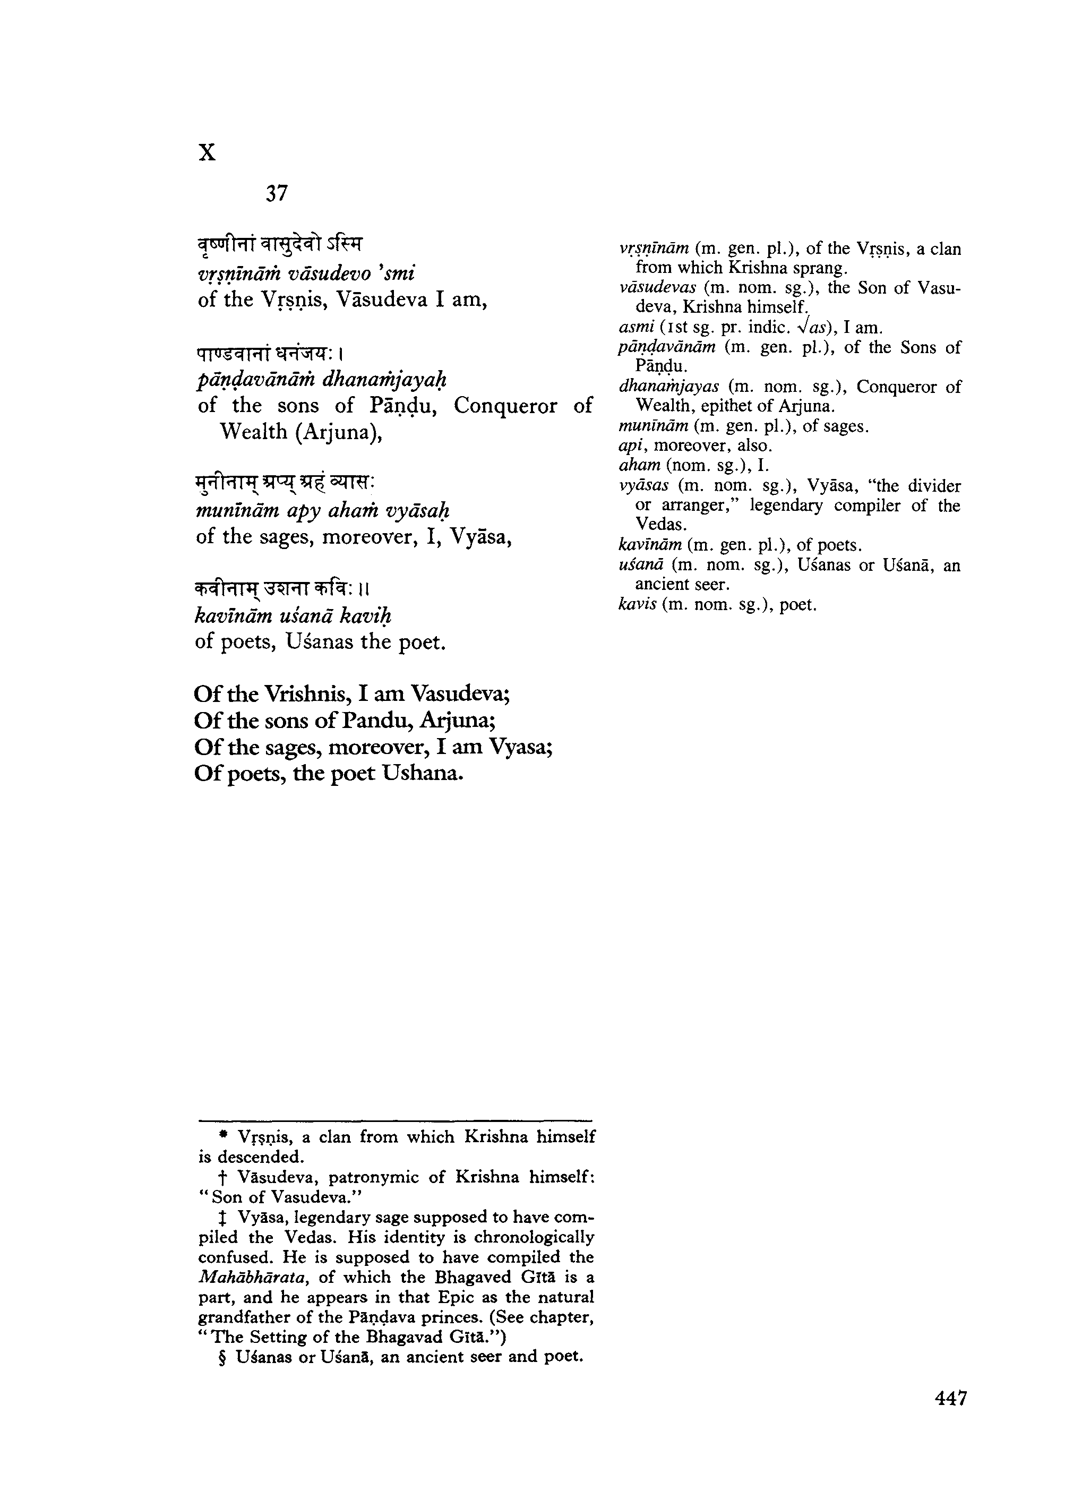 X
37
वृष्णीनां वासुदेवो ऽस्मि
vṛṣṇīnāṁ vāsudevo 'smi
of the Vṛṣṇis, Vāsudeva I am,
पाण्डवानां धनंजयः ।
pāṇḍavānāṁ dhanaṁjayaḥ
of the sons of Pāṇḍu, Conqueror of
Wealth (Arjuna),
मुनीनाम् अप्य् अहं व्यासः
munīnām apy ahaṁ vyāsaḥ
of the sages, moreover, I, Vyāsa,
कवीनाम् उशना कविः ॥
kavīnām uśanā kaviḥ
of poets, Uśanas the poet.
Of the Vrishnis, I am Vasudeva;
Of the sons of Pandu, Arjuna;
Of the sages, moreover, I am Vyasa;
Of poets, the poet Ushana.
vṛṣṇīnām (m. gen. pl.), of the Vṛṣṇis, a clan
from which Krishna sprang.
vāsudevas (m. nom. sg.), the Son of Vasu-
deva, Krishna himself.
asmi (1st sg. pr. indic. √as), I am.
pāṇḍavānām (m. gen. pl.), of the Sons of
Pāṇḍu.
dhanaṁjayas (m. nom. sg.), Conqueror of
Wealth, epithet of Arjuna.
munīnām (m. gen. pl.), of sages.
api, moreover, also.
aham (nom. sg.), I.
vyāsas (m. nom. sg.), Vyāsa, “the divider
or arranger,” legendary compiler of the
Vedas.
kavīnām (m. gen. pl.), of poets.
uśanā (m. nom. sg.), Uśanas or Uśanā, an
ancient seer.
kavis (m. nom. sg.), poet.
* Vṛṣṇis, a clan from which Krishna himself
is descended.
† Vāsudeva, patronymic of Krishna himself:
“Son of Vasudeva.”
‡ Vyāsa, legendary sage supposed to have com-
piled the Vedas. His identity is chronologically
confused. He is supposed to have compiled the
Mahābhārata, of which the Bhagaved Gītā is a
part, and he appears in that Epic as the natural
grandfather of the Pāṇḍava princes. (See chapter,
“The Setting of the Bhagavad Gītā.”)
§ Uśanas or Uśanā, an ancient seer and poet.
447